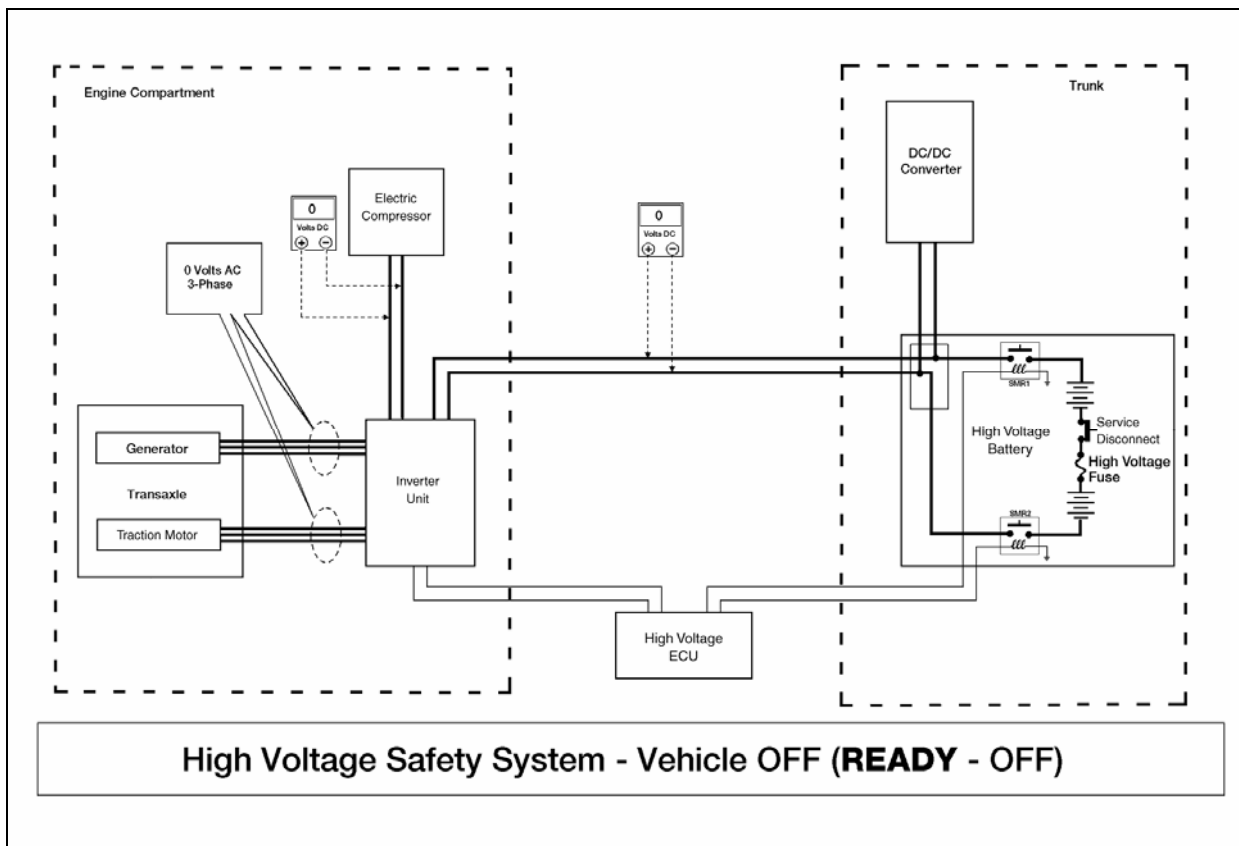 Engine Compartment
Trunk
DC/DC
Converter
Electric
Compressor
0
Volts DC
+ −
0
Volts DC
+ −
0 Volts AC
3-Phase
SMR1
High Voltage
Battery
Service
Disconnect
High Voltage
Fuse
SMR2
Generator
Transaxle
Traction Motor
Inverter
Unit
High Voltage
ECU
High Voltage Safety System - Vehicle OFF (READY - OFF)